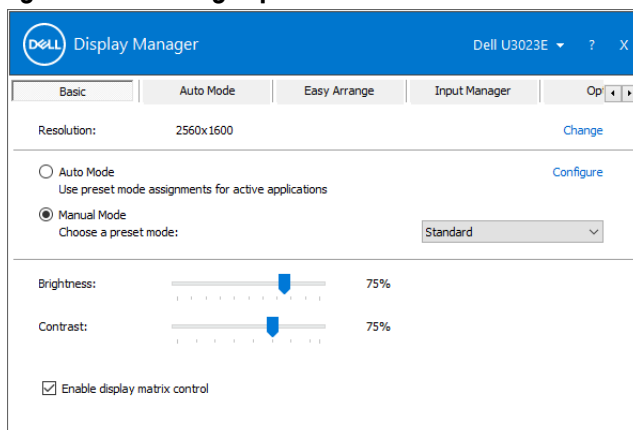 DELL Display Manager Dell U3023E ? X
Basic Auto Mode Easy Arrange Input Manager
Resolution: 2560x1600 Change
Auto Mode Configure
Use preset mode assignments for active applications
Manual Mode
Choose a preset mode: Standard
Brightness: 75%
Contrast: 75%
Enable display matrix control